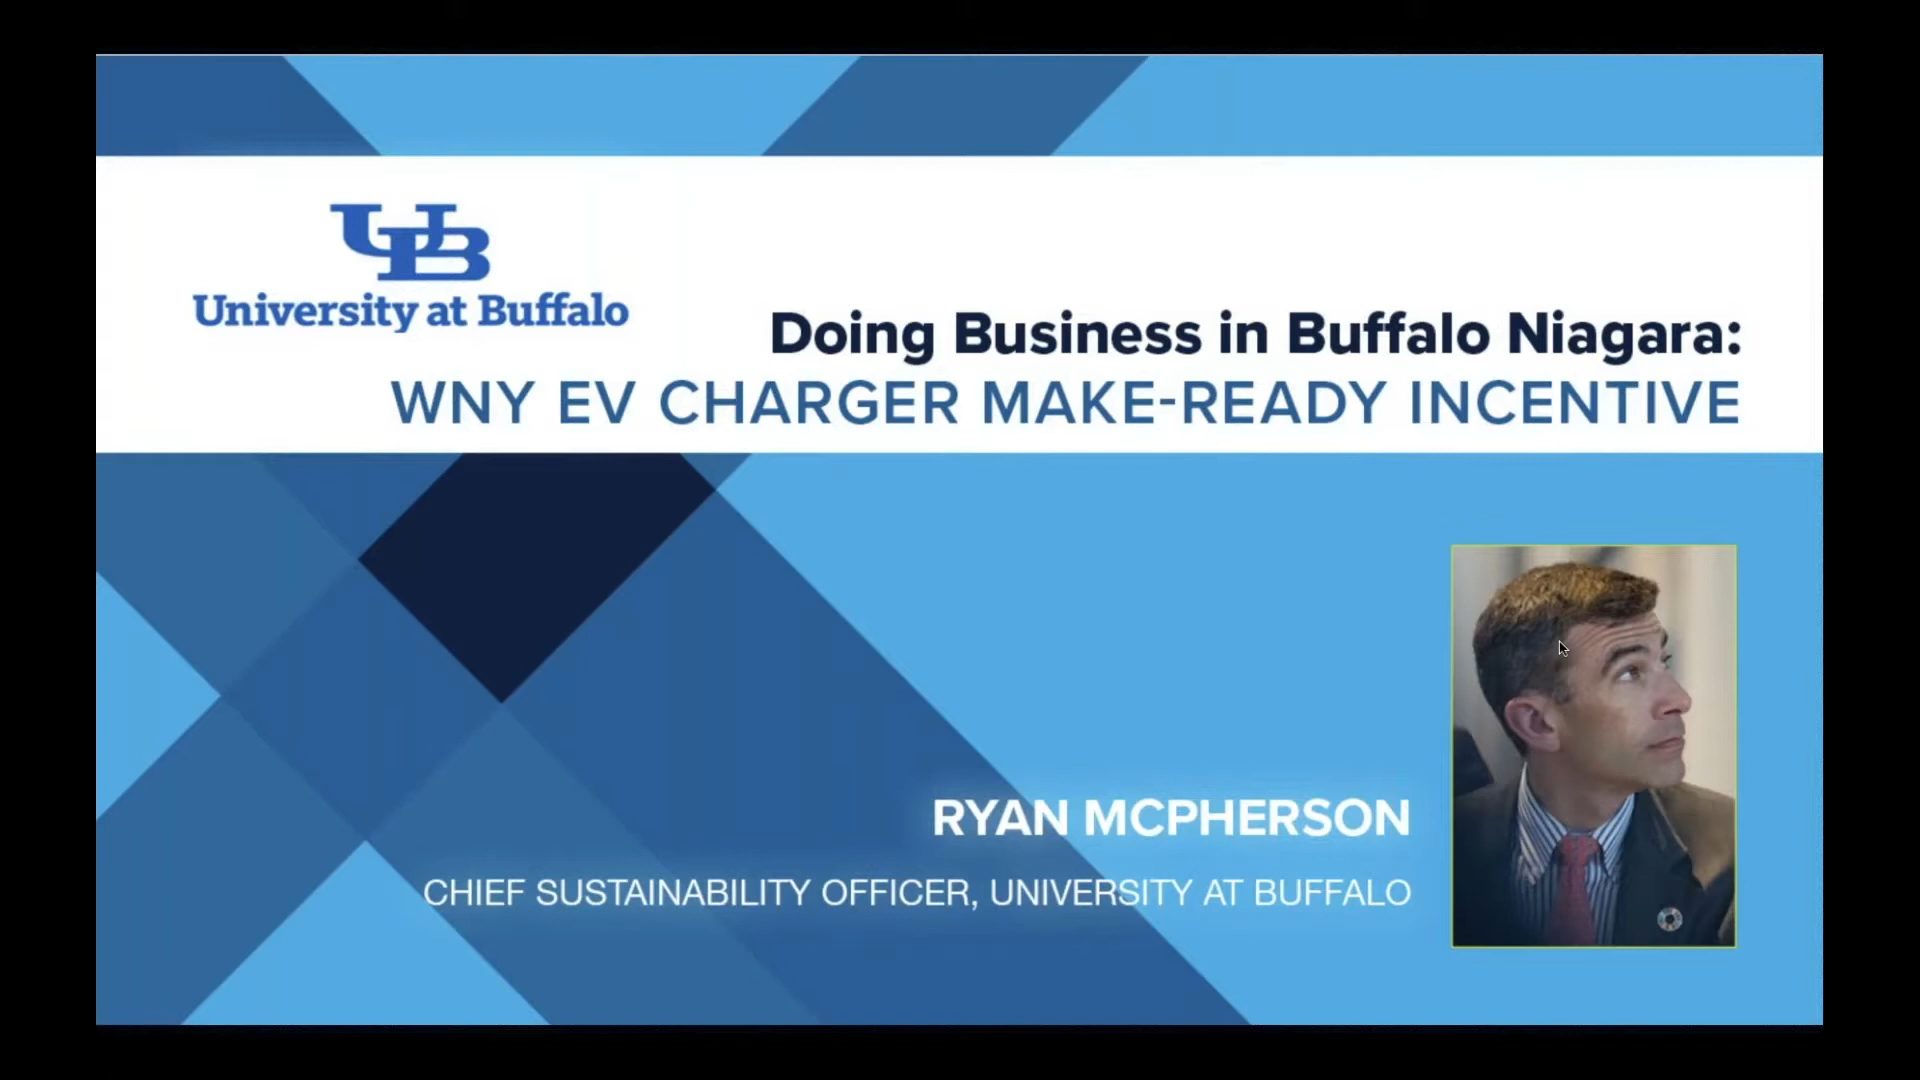 UB
University at Buffalo
Doing Business in Buffalo Niagara:
WNY EV CHARGER MAKE-READY INCENTIVE
RYAN MCPHERSON
CHIEF SUSTAINABILITY OFFICER, UNIVERSITY AT BUFFALO